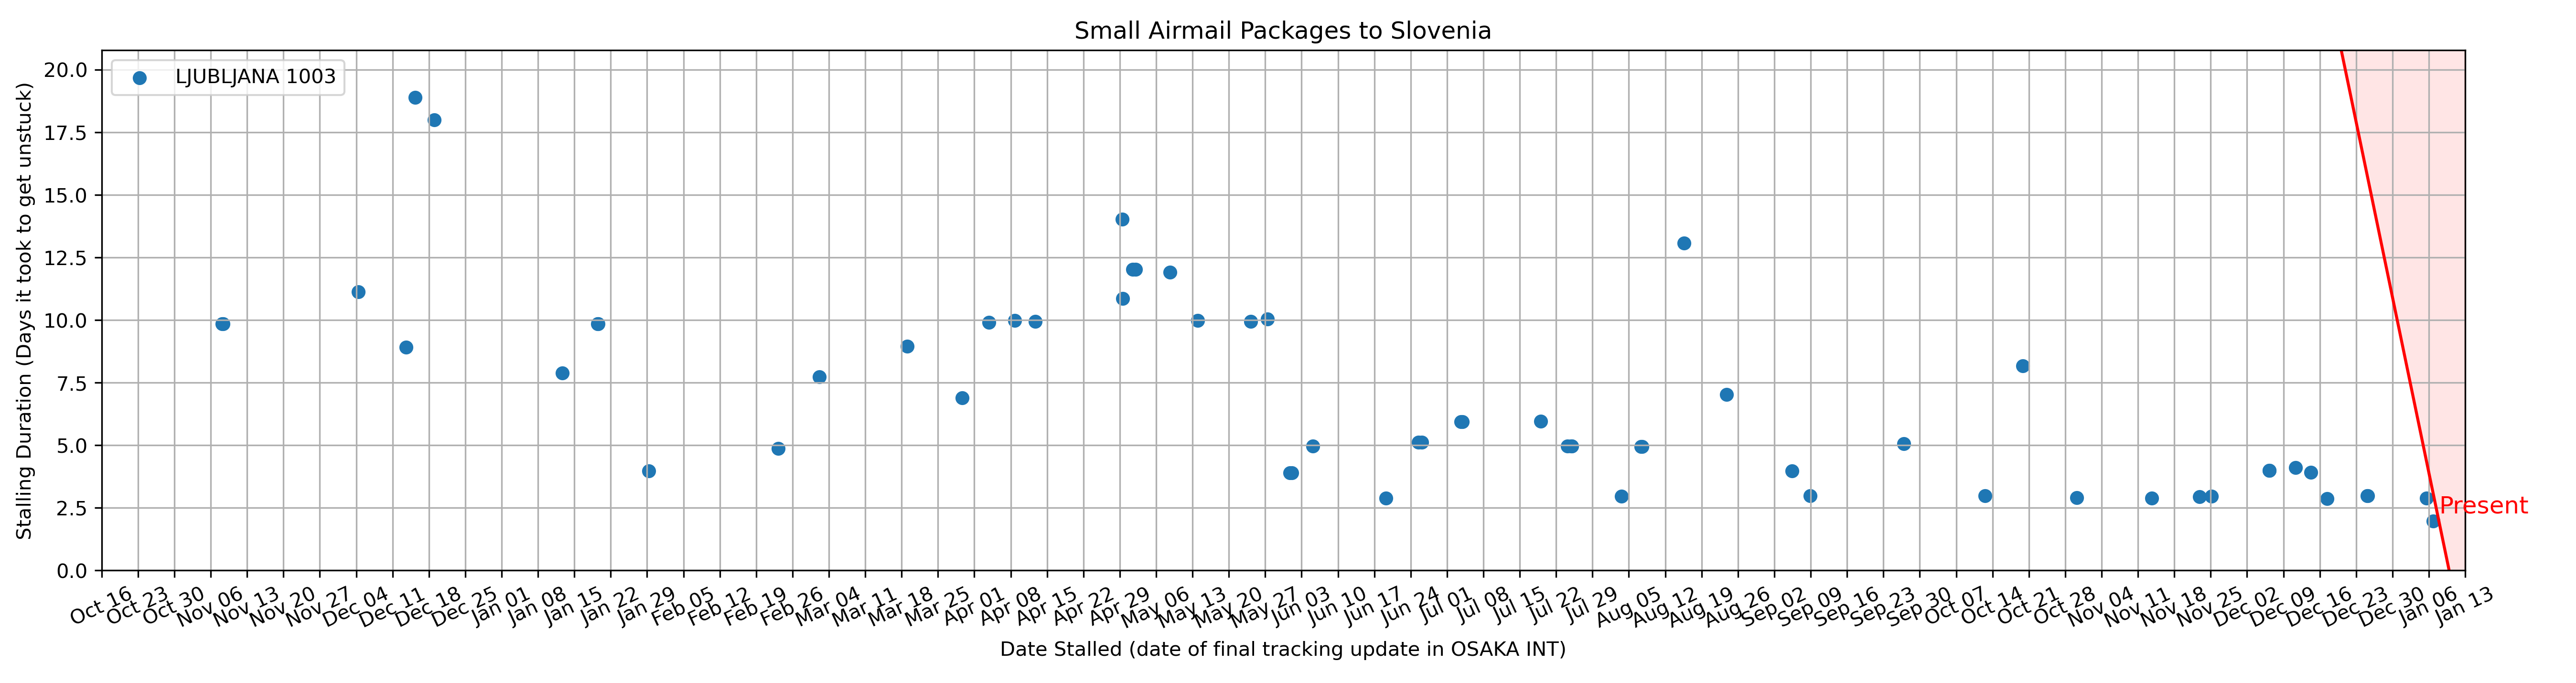 Small Airmail Packages to Slovenia
LJUBLJANA 1003
Stalling Duration (Days it took to get unstuck)
20.0
17.5
15.0
12.5
10.0
7.5
5.0
2.5
0.0
Present
Oct 16
Oct 23
Oct 30
Nov 06
Nov 13
Nov 20
Nov 27
Dec 04
Dec 11
Dec 18
Dec 25
Jan 01
Jan 08
Jan 15
Jan 22
Jan 29
Feb 05
Feb 12
Feb 19
Feb 26
Mar 04
Mar 11
Mar 18
Mar 25
Apr 01
Apr 08
Apr 15
Apr 22
Apr 29
May 06
May 13
May 20
May 27
Jun 03
Jun 10
Jun 17
Jun 24
Jul 01
Jul 08
Jul 15
Jul 22
Jul 29
Aug 05
Aug 12
Aug 19
Aug 26
Sep 02
Sep 09
Sep 16
Sep 23
Sep 30
Oct 07
Oct 14
Oct 21
Oct 28
Nov 04
Nov 11
Nov 18
Nov 25
Dec 02
Dec 09
Dec 16
Dec 23
Dec 30
Jan 06
Jan 13
Date Stalled (date of final tracking update in OSAKA INT)